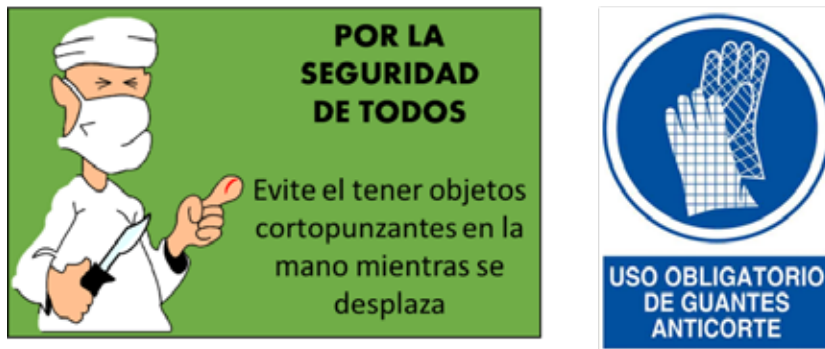 POR LA
SEGURIDAD
DE TODOS
Evite el tener objetos
cortopunzantes en la
mano mientras se
desplaza
USO OBLIGATORIO
DE GUANTES
ANTICORTE